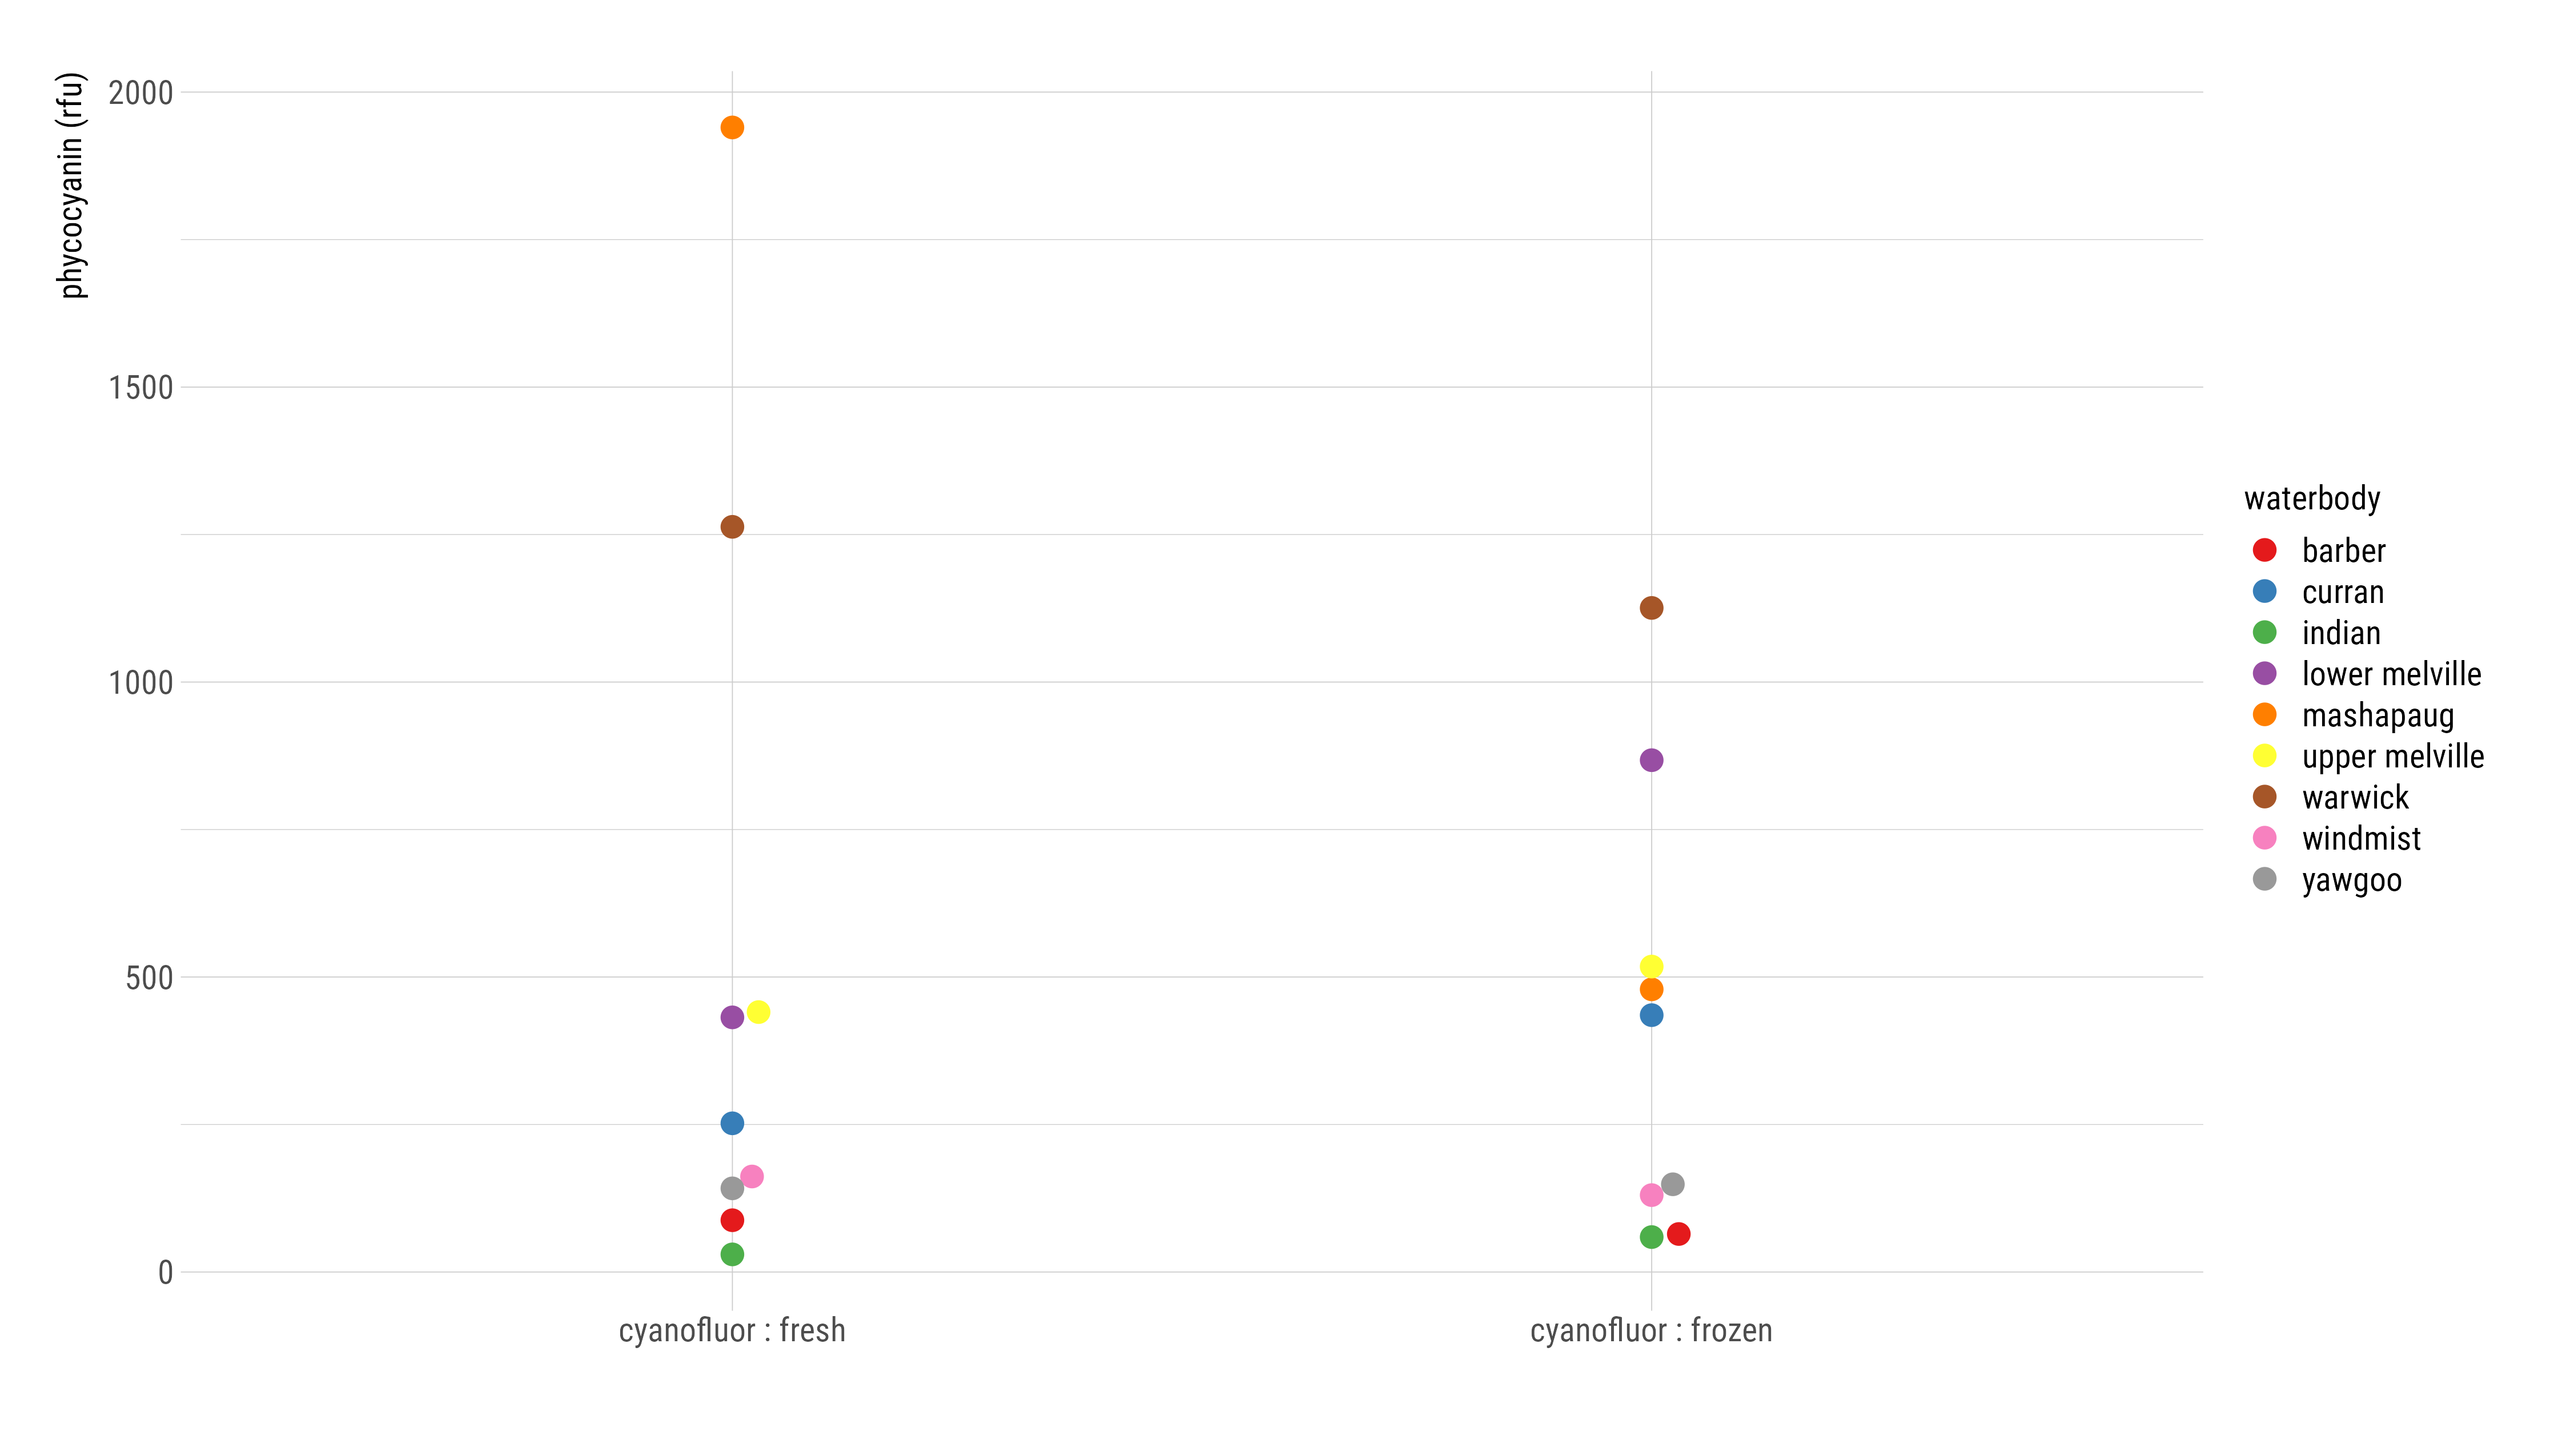 phycocyanin (rfu)
2000
1500
1000
500
0
cyanofluor : fresh
cyanofluor : frozen
waterbody
barber
curran
indian
lower melville
mashapaug
upper melville
warwick
windmist
yawgoo